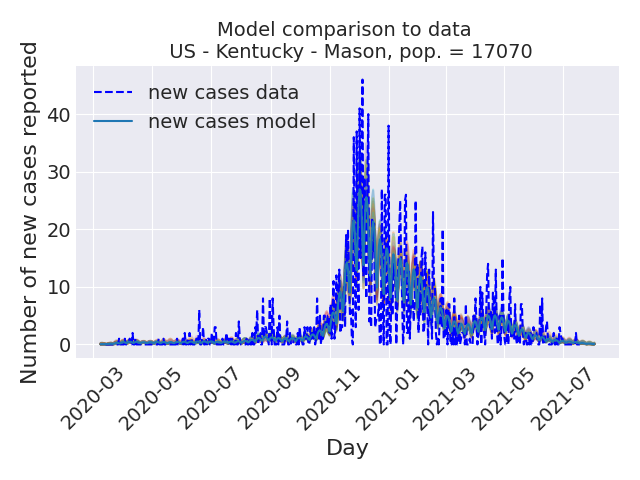 Model comparison to data
US - Kentucky - Mason, pop. = 17070
Number of new cases reported
new cases data
new cases model
40
30
20
10
0
2020-03
2020-05
2020-07
2020-09
2020-11
2021-01
2021-03
2021-05
2021-07
Day